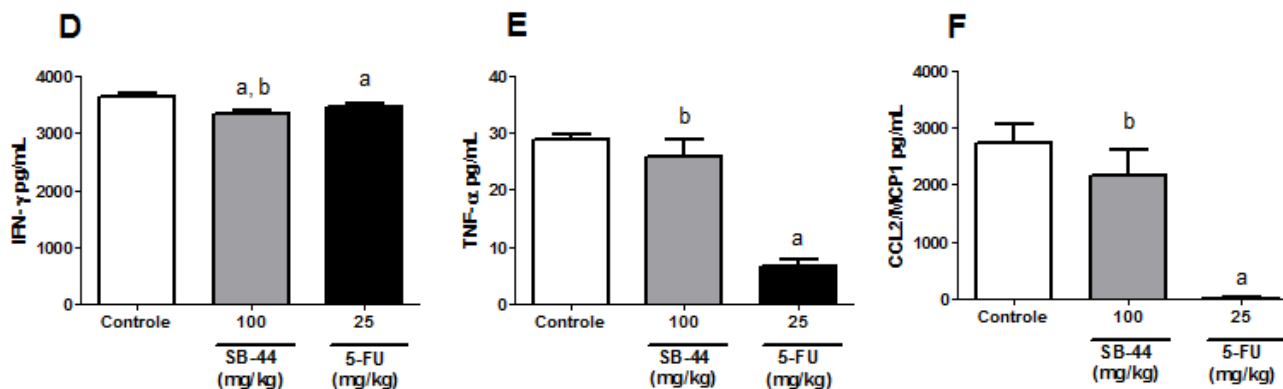 D
IFN-γ pg/mL
4000
3000
2000
1000
0
a, b
a
Controle
100
25
SB-44
(mg/kg)
5-FU
(mg/kg)
E
TNF-α pg/mL
40
30
20
10
0
b
a
Controle
100
25
SB-44
(mg/kg)
5-FU
(mg/kg)
F
CCL2/MCP1 pg/mL
4000
3000
2000
1000
0
b
a
Controle
100
25
SB-44
(mg/kg)
5-FU
(mg/kg)